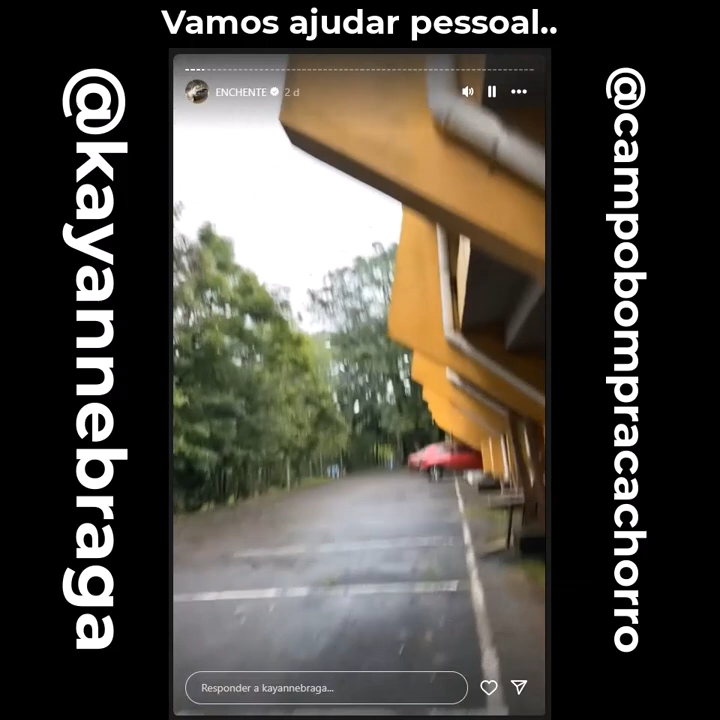 Vamos ajudar pessoal..
@kayannebraga
ENCHENTE 2 d
Responder a kayannebraga...
@campobompracachorro